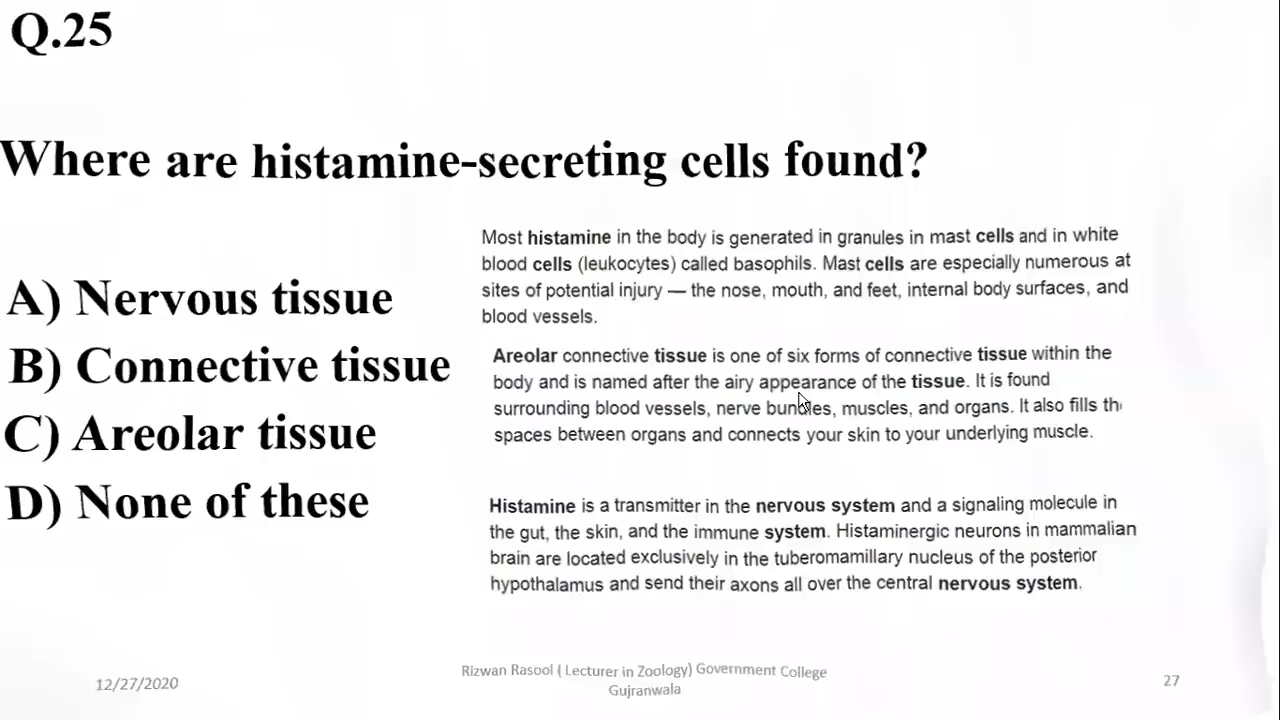 Q.25
Where are histamine-secreting cells found?
A) Nervous tissue
B) Connective tissue
C) Areolar tissue
D) None of these
Most histamine in the body is generated in granules in mast cells and in white
blood cells (leukocytes) called basophils. Mast cells are especially numerous at
sites of potential injury — the nose, mouth, and feet, internal body surfaces, and
blood vessels.
Areolar connective tissue is one of six forms of connective tissue within the
body and is named after the airy appearance of the tissue. It is found
surrounding blood vessels, nerve bundles, muscles, and organs. It also fills th
spaces between organs and connects your skin to your underlying muscle.
Histamine is a transmitter in the nervous system and a signaling molecule in
the gut, the skin, and the immune system. Histaminergic neurons in mammalian
brain are located exclusively in the tuberomamillary nucleus of the posterior
hypothalamus and send their axons all over the central nervous system.
12/27/2020
Rizwan Rasool ( Lecturer in Zoology) Government College
Gujranwala
27